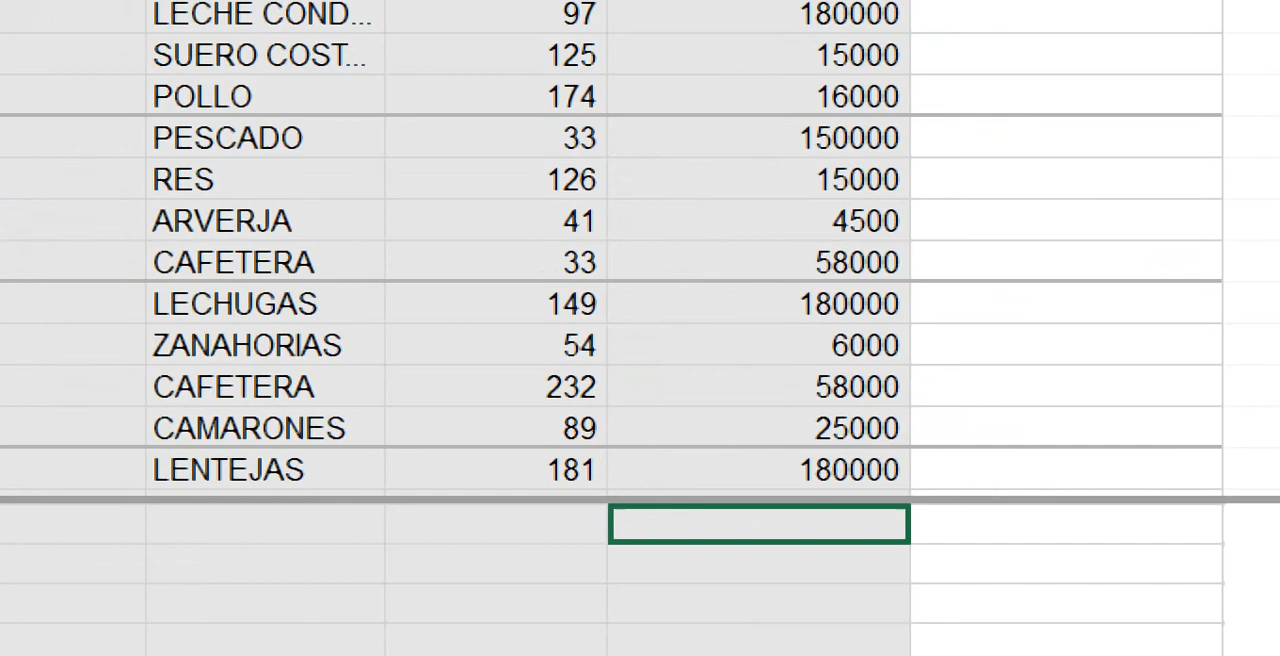 LECHE COND... 97 180000
SUERO COST... 125 15000
POLLO 174 16000
PESCADO 33 150000
RES 126 15000
ARVERJA 41 4500
CAFETERA 33 58000
LECHUGAS 149 180000
ZANAHORIAS 54 6000
CAFETERA 232 58000
CAMARONES 89 25000
LENTEJAS 181 180000